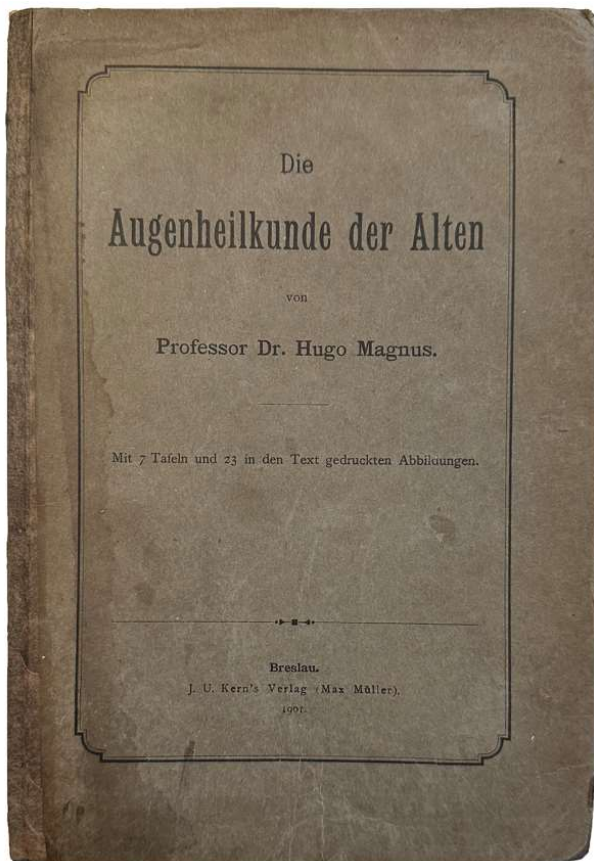 Die
Augenheilkunde der Alten
von
Professor Dr. Hugo Magnus.
Mit 7 Tafeln und 23 in den Text gedruckten Abbildungen.
Breslau.
J. U. Kern's Verlag (Max Müller).
1901.